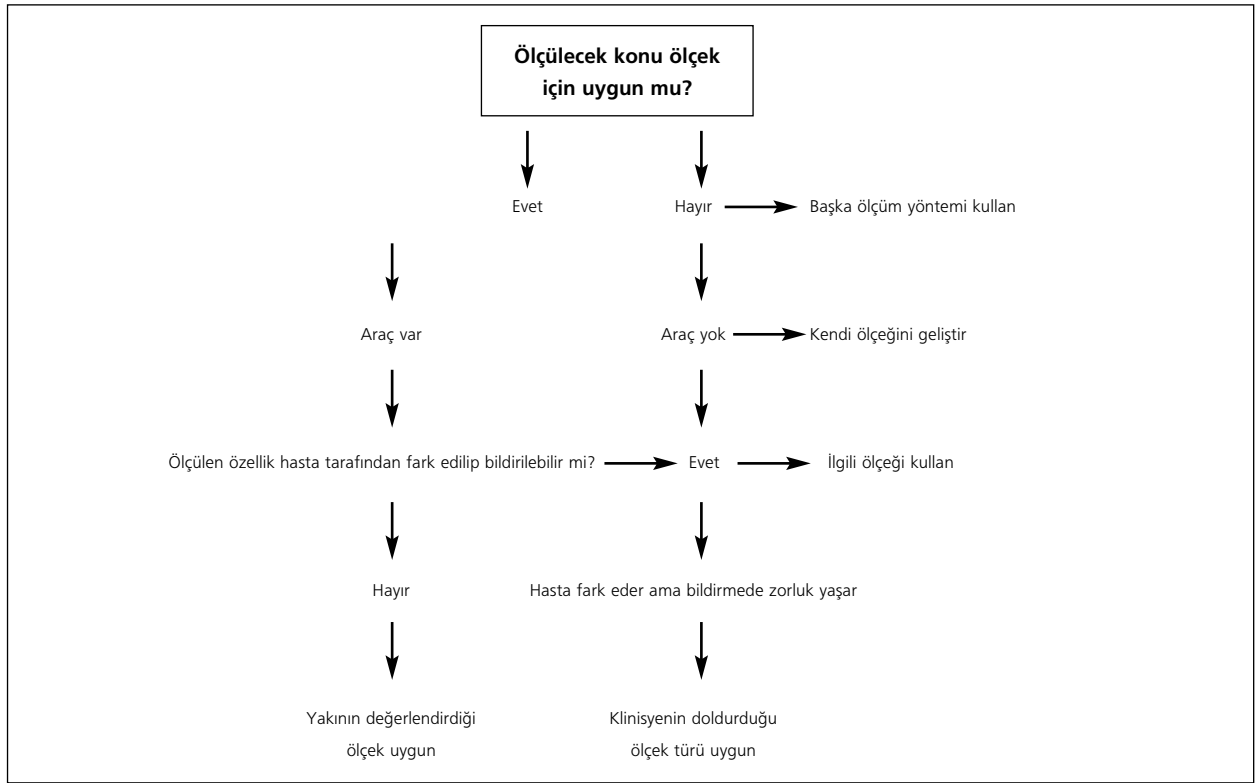 Ölçülecek konu ölçek
için uygun mu?
Evet
Hayır
Başka ölçüm yöntemi kullan
Araç var
Araç yok
Kendi ölçeğini geliştir
Ölçülen özellik hasta tarafından fark edilip bildirilebilir mi?
Evet
İlgili ölçeği kullan
Hayır
Hasta fark eder ama bildirmede zorluk yaşar
Yakının değerlendirdiği
ölçek uygun
Klinisyenin doldurduğu
ölçek türü uygun